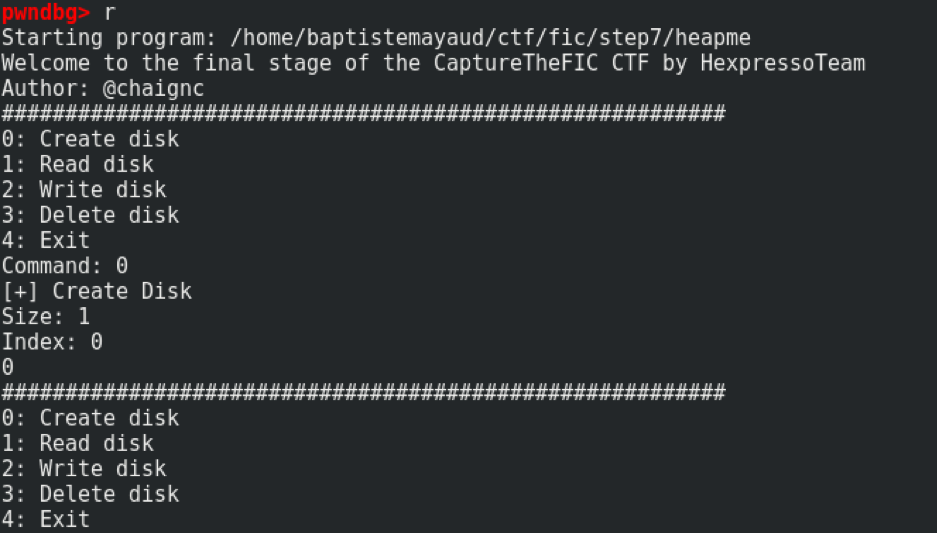 pwndbg> r
Starting program: /home/baptistemayaud/ctf/fic/step7/heapme
Welcome to the final stage of the CaptureTheFIC CTF by HexpressoTeam
Author: @chaignc
#########################################################
0: Create disk
1: Read disk
2: Write disk
3: Delete disk
4: Exit
Command: 0
[+] Create Disk
Size: 1
Index: 0
0
#########################################################
0: Create disk
1: Read disk
2: Write disk
3: Delete disk
4: Exit